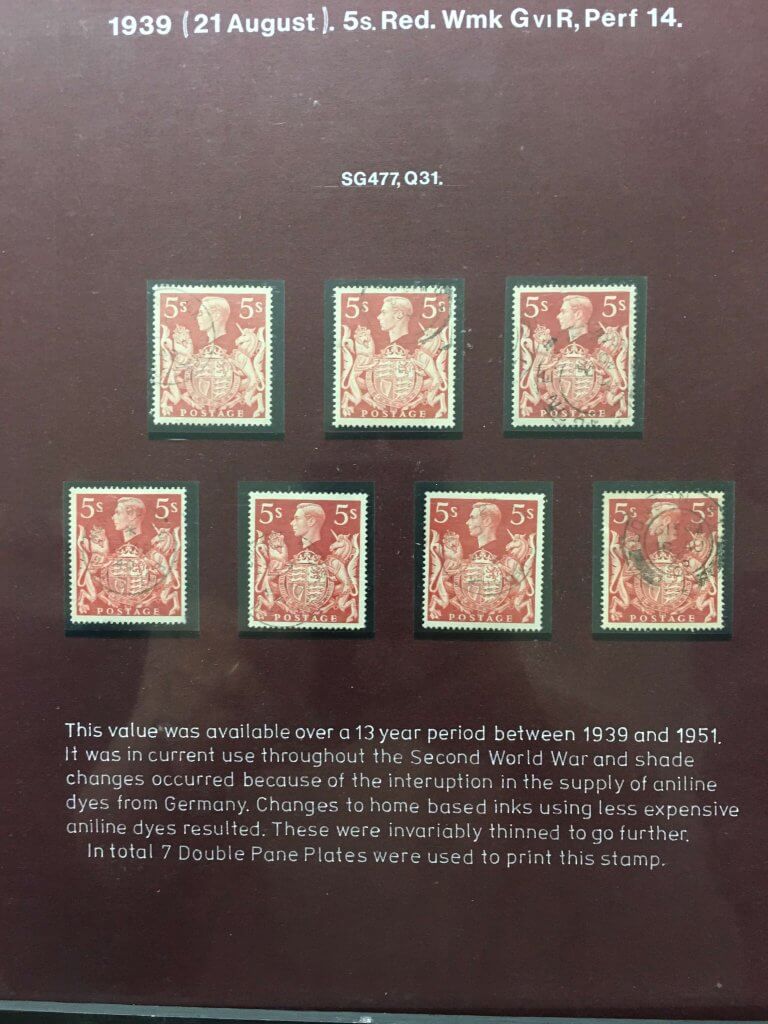 1939 (21 August). 5s. Red. Wmk GVIR, Perf 14.
SG477, Q31.
5s 5s 5s 5s 5s 5s
POSTAGE POSTAGE POSTAGE
5s 5s 5s 5s 5s 5s 5s 5s
POSTAGE POSTAGE POSTAGE POSTAGE
This value was available over a 13 year period between 1939 and 1951.
It was in current use throughout the Second World War and shade
changes occurred because of the interuption in the supply of aniline
dyes from Germany. Changes to home based inks using less expensive
aniline dyes resulted. These were invariably thinned to go further.
In total 7 Double Pane Plates were used to print this stamp.